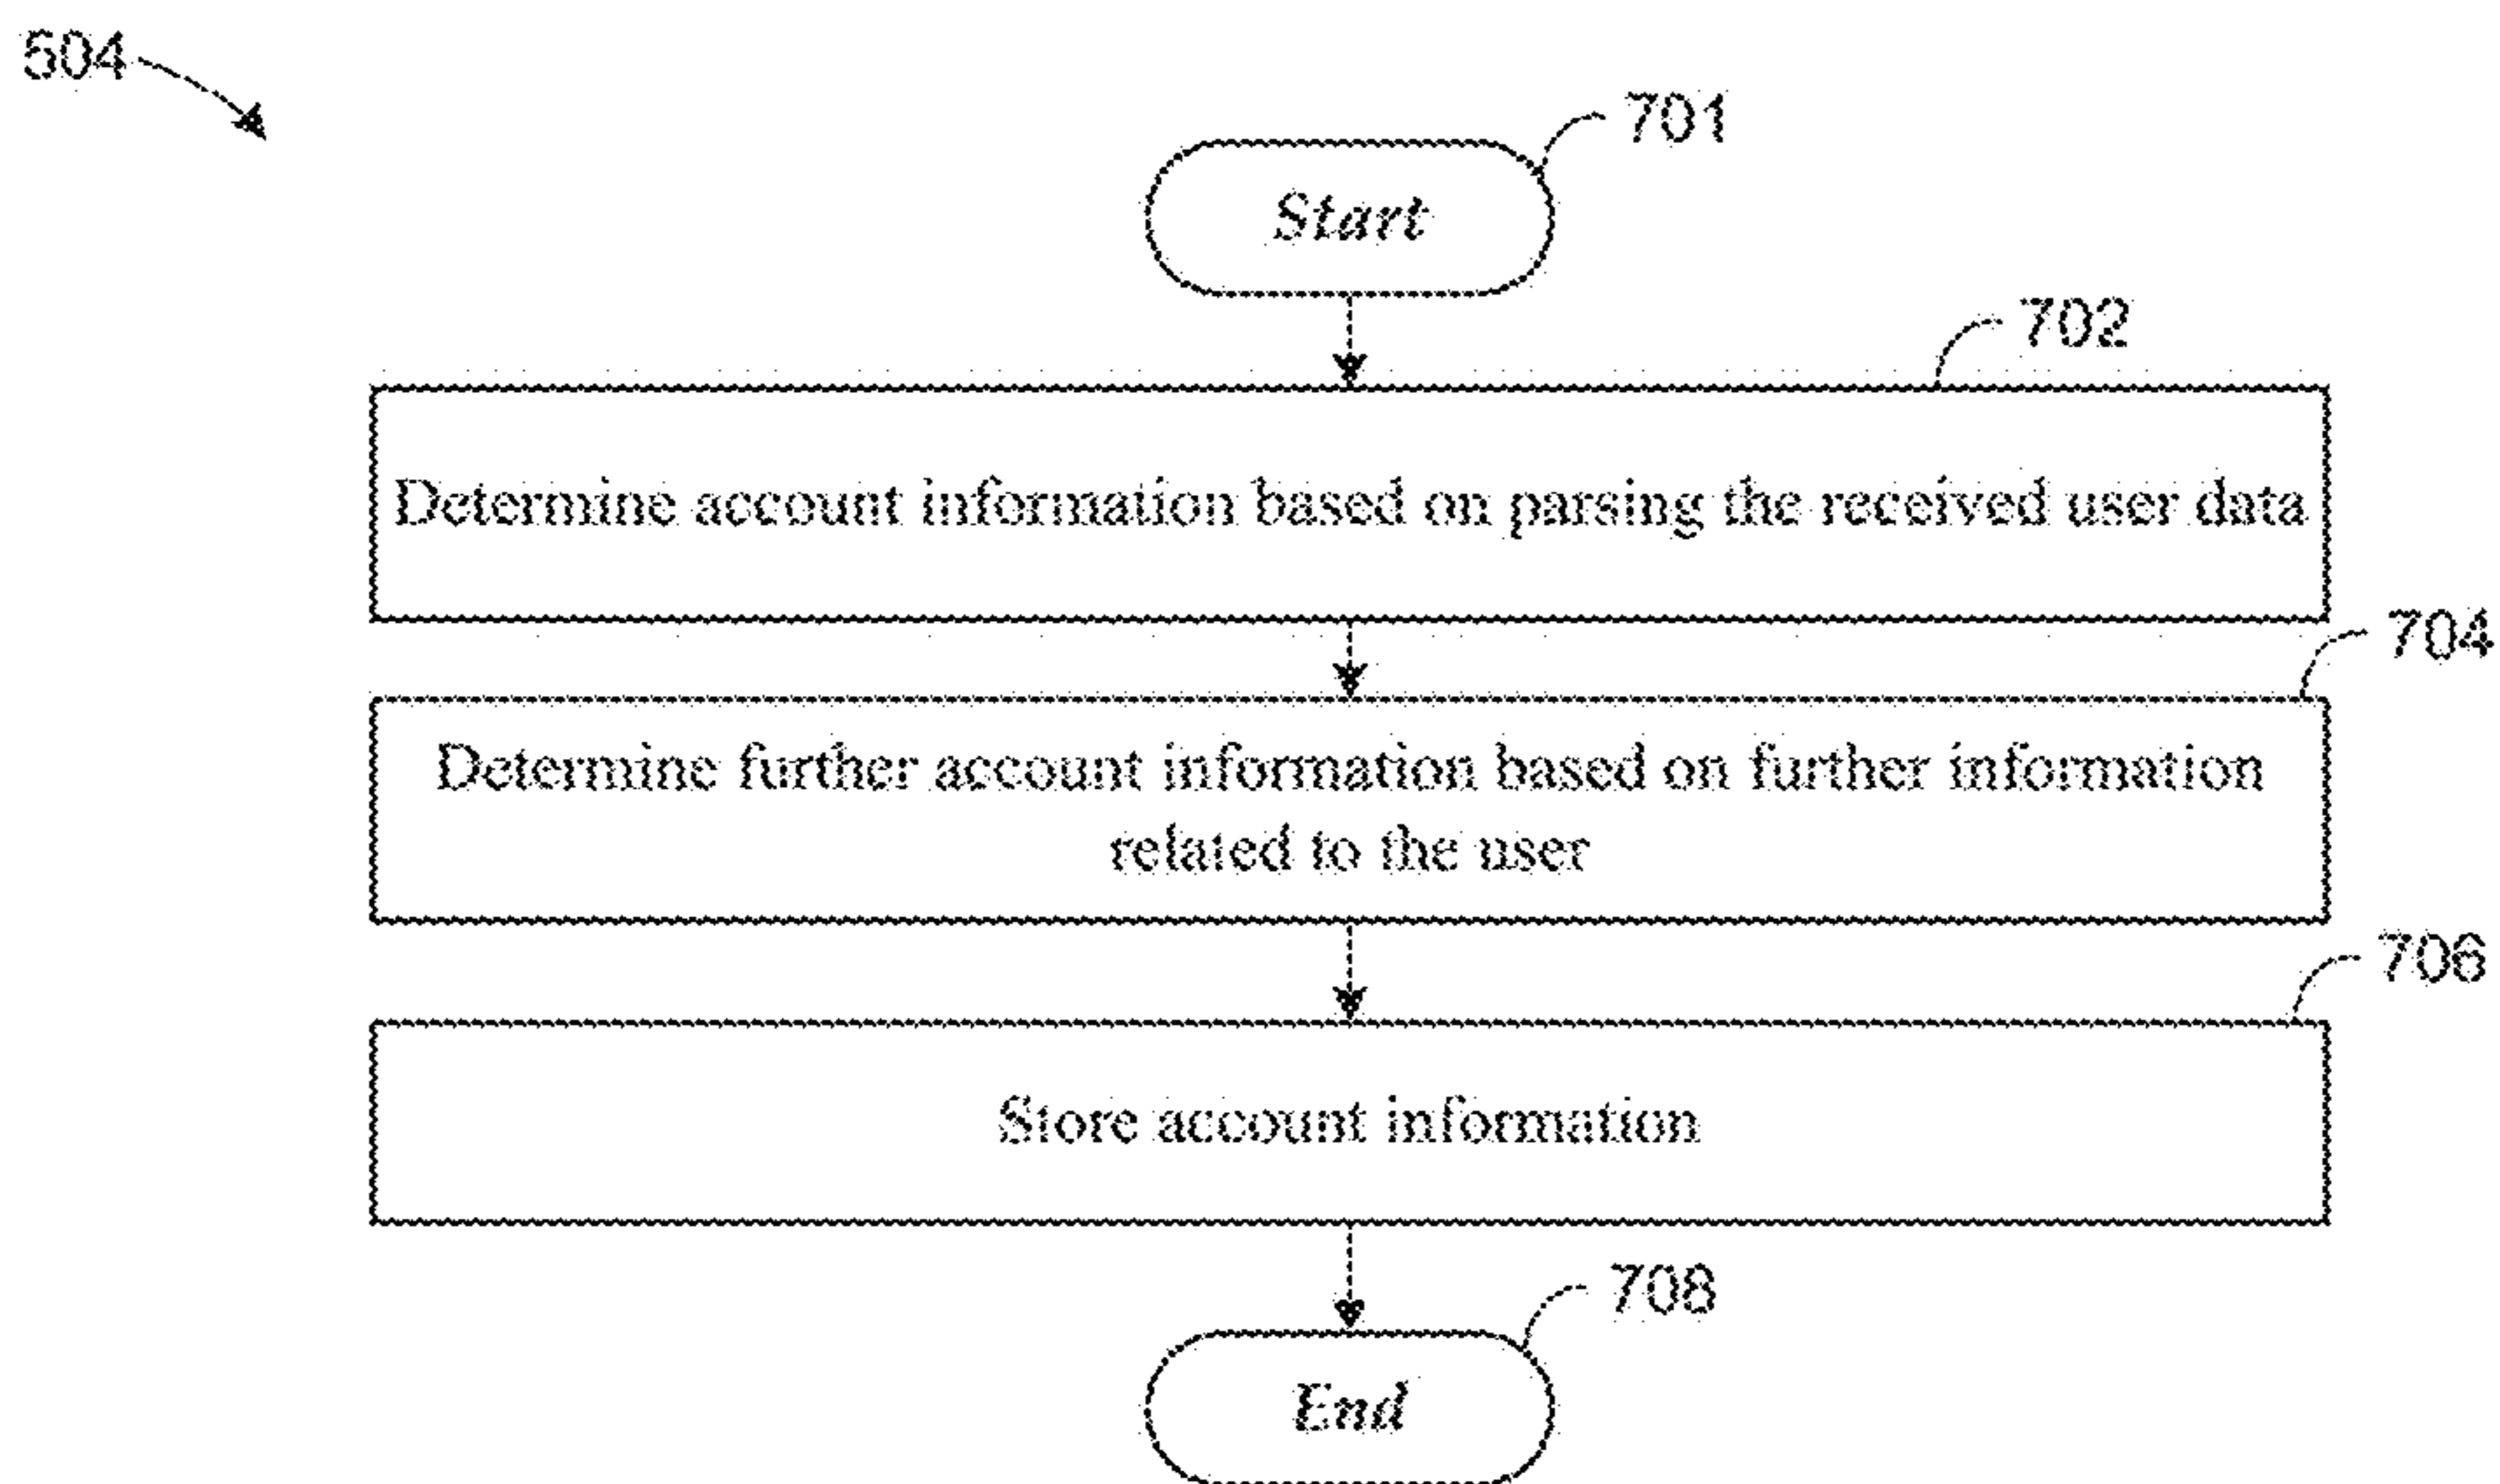 504
701
Start
702
Determine account information based on parsing the received user data
704
Determine further account information based on further information
related to the user
706
Store account information
708
End